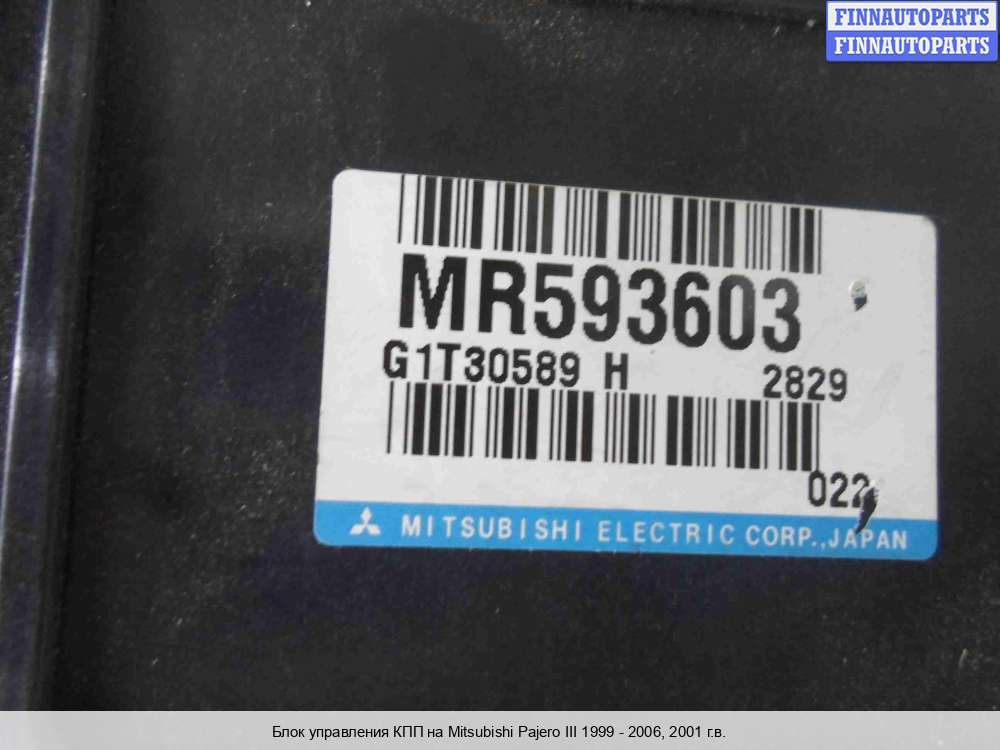 FINNAUTOPARTS
FINNAUTOPARTS
MR593603
G1T30589 H 2829
022
MITSUBISHI ELECTRIC CORP.,JAPAN
Блок управления КПП на Mitsubishi Pajero III 1999 - 2006, 2001 г.в.